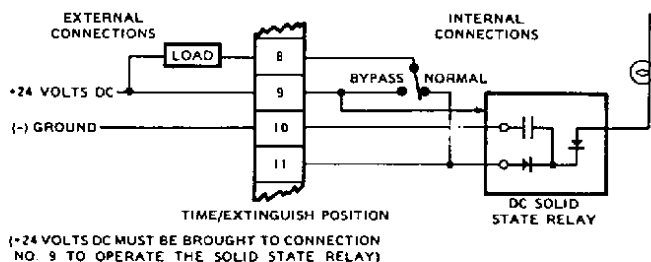 EXTERNAL
CONNECTIONS
INTERNAL
CONNECTIONS
LOAD
8
BYPASS NORMAL
+24 VOLTS DC
9
(-) GROUND
10
11
TIME/EXTINGUISH POSITION
DC SOLID
STATE RELAY
(+24 VOLTS DC MUST BE BROUGHT TO CONNECTION
NO. 9 TO OPERATE THE SOLID STATE RELAY)